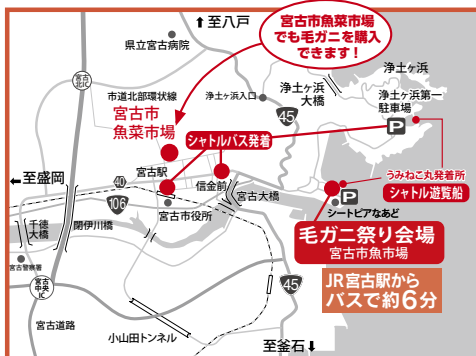 ↑至八戸
宮古市魚菜市場
でも毛ガニを購入
できます！
県立宮古病院
浄土ヶ浜
宮古
北IC
浄土ヶ浜
大橋
市道北部環状線
浄土ヶ浜入口
45
浄土ヶ浜第一
駐車場
宮古市
魚菜市場
P
シャトルバス発着
宮古駅
←至盛岡
40
信金前
うみねこ丸発着所
シャトル遊覧船
106
宮古大橋
P
千徳
大橋
閉伊川橋
宮古市役所
シートピアなあど
毛ガニ祭り会場
宮古市魚市場
宮古警察署
宮古
中央
IC
JR宮古駅から
バスで約6分
45
宮古道路
小山田トンネル
至釜石↓